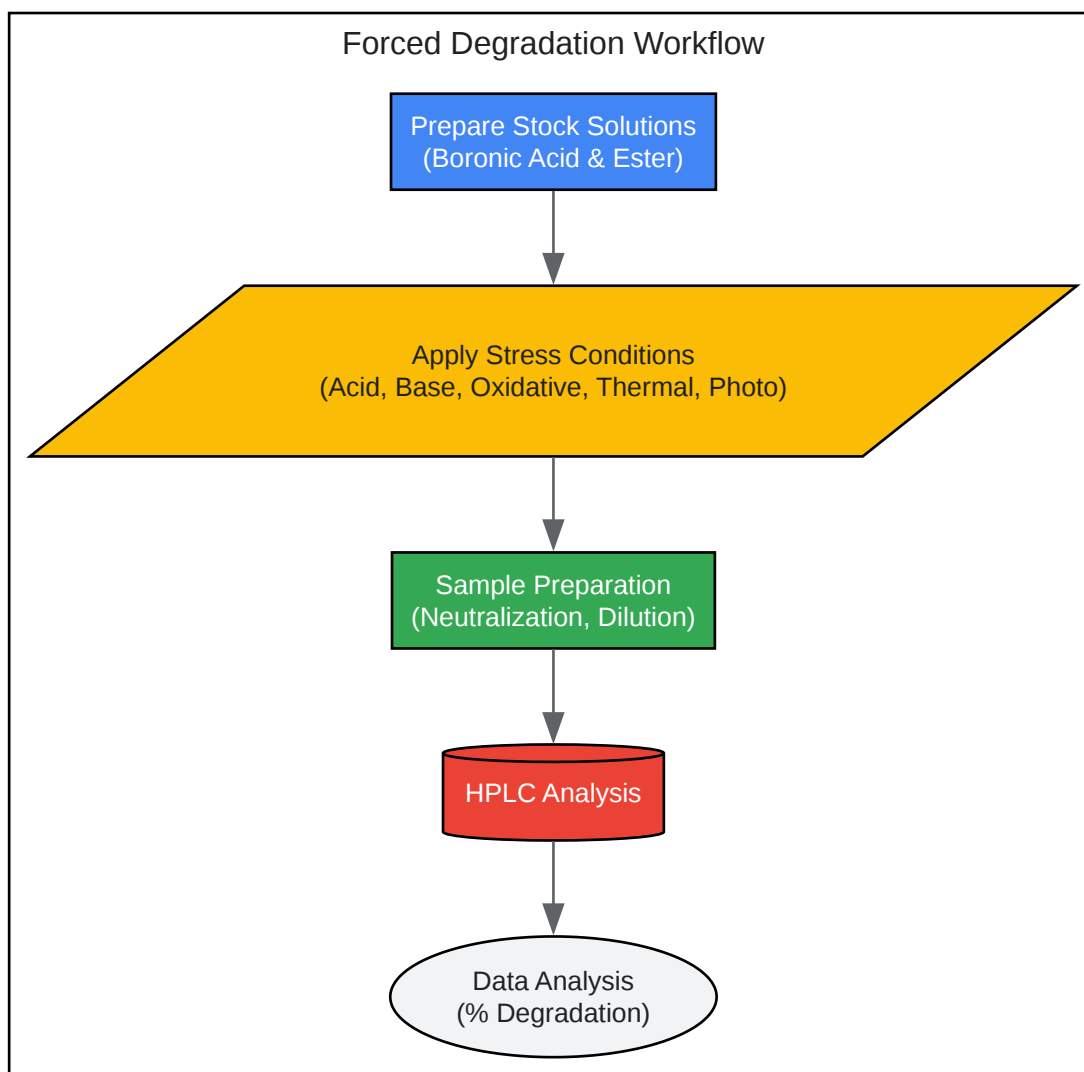 Forced Degradation Workflow
Prepare Stock Solutions
(Boronic Acid & Ester)
Apply Stress Conditions
(Acid, Base, Oxidative, Thermal, Photo)
Sample Preparation
(Neutralization, Dilution)
HPLC Analysis
Data Analysis
(% Degradation)